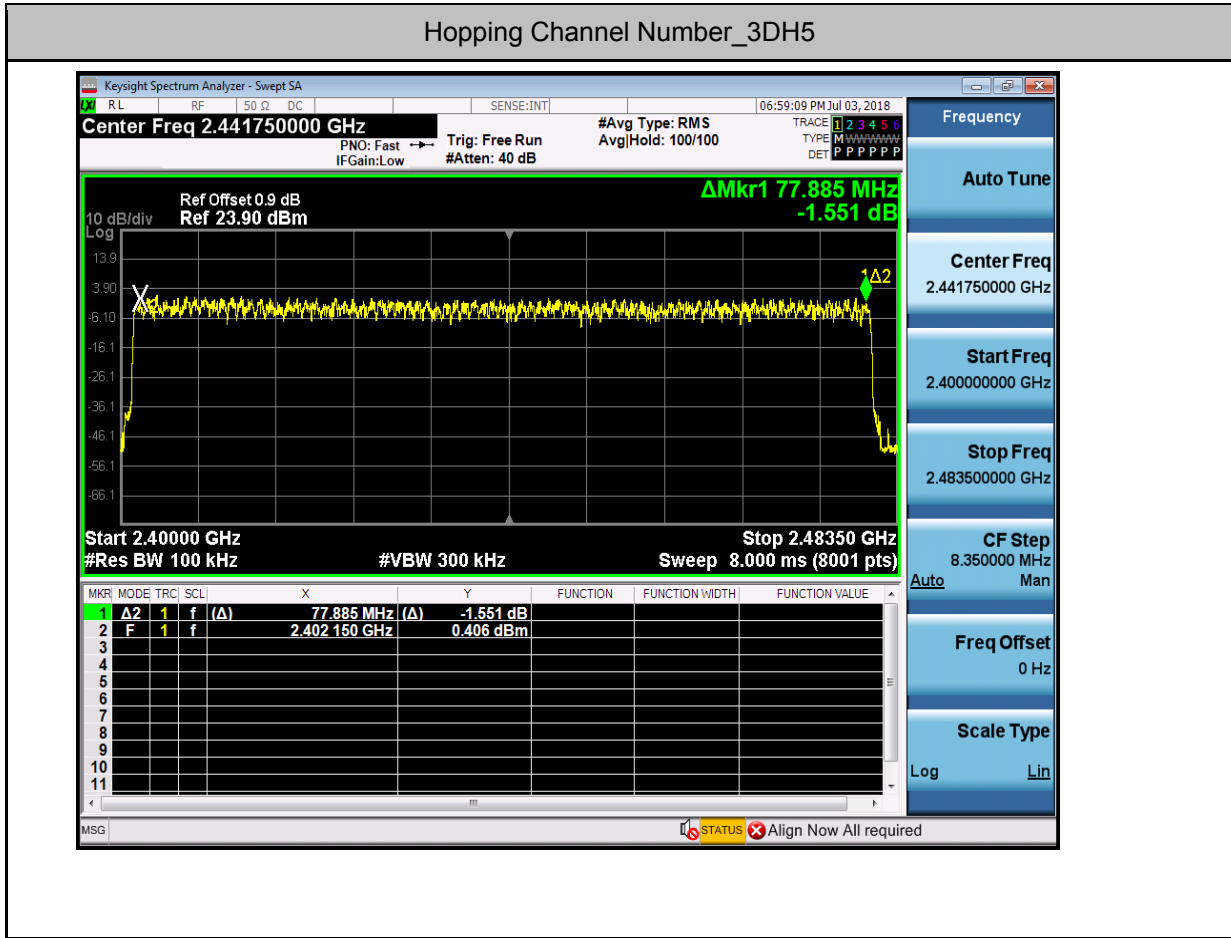 Hopping Channel Number_3DH5
Keysight Spectrum Analyzer - Swept SA
LXI RL RF 50 Ω DC SENSE:INT 06:59:09 PM Jul 03, 2018
Center Freq 2.441750000 GHz #Avg Type: RMS TRACE 1 2 3 4 5 6
PNO: Fast Trig: Free Run Avg|Hold: 100/100 TYPE M W W W W W
IFGain:Low #Atten: 40 dB DET P P P P P P
Ref Offset 0.9 dB ΔMkr1 77.885 MHz
10 dB/div Ref 23.90 dBm -1.551 dB
Log
13.9
3.90
-6.10
-16.1
-26.1
-36.1
-46.1
-56.1
-66.1
X
1Δ2
Start 2.40000 GHz Stop 2.48350 GHz
#Res BW 100 kHz #VBW 300 kHz Sweep 8.000 ms (8001 pts)
MKR MODE TRC SCL X Y FUNCTION FUNCTION WIDTH FUNCTION VALUE
1 Δ2 1 f (Δ) 77.885 MHz (Δ) -1.551 dB
2 F 1 f 2.402 150 GHz 0.406 dBm
3
4
5
6
7
8
9
10
11
MSG STATUS Align Now All required
Frequency
Auto Tune
Center Freq
2.441750000 GHz
Start Freq
2.400000000 GHz
Stop Freq
2.483500000 GHz
CF Step
8.350000 MHz
Auto Man
Freq Offset
0 Hz
Scale Type
Log Lin